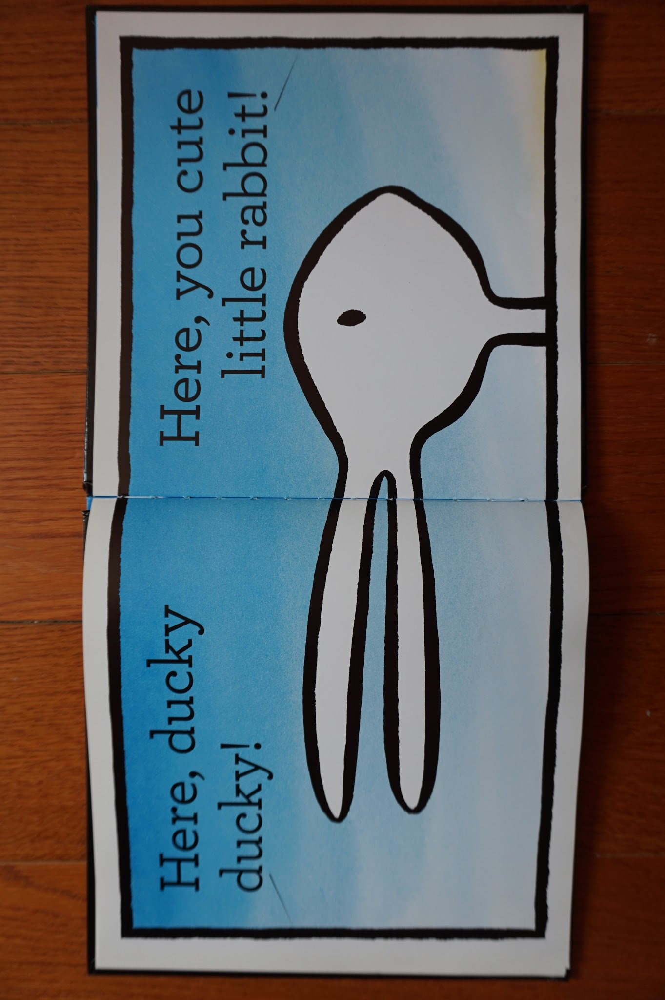 Here, ducky
ducky!
Here, you cute
little rabbit!